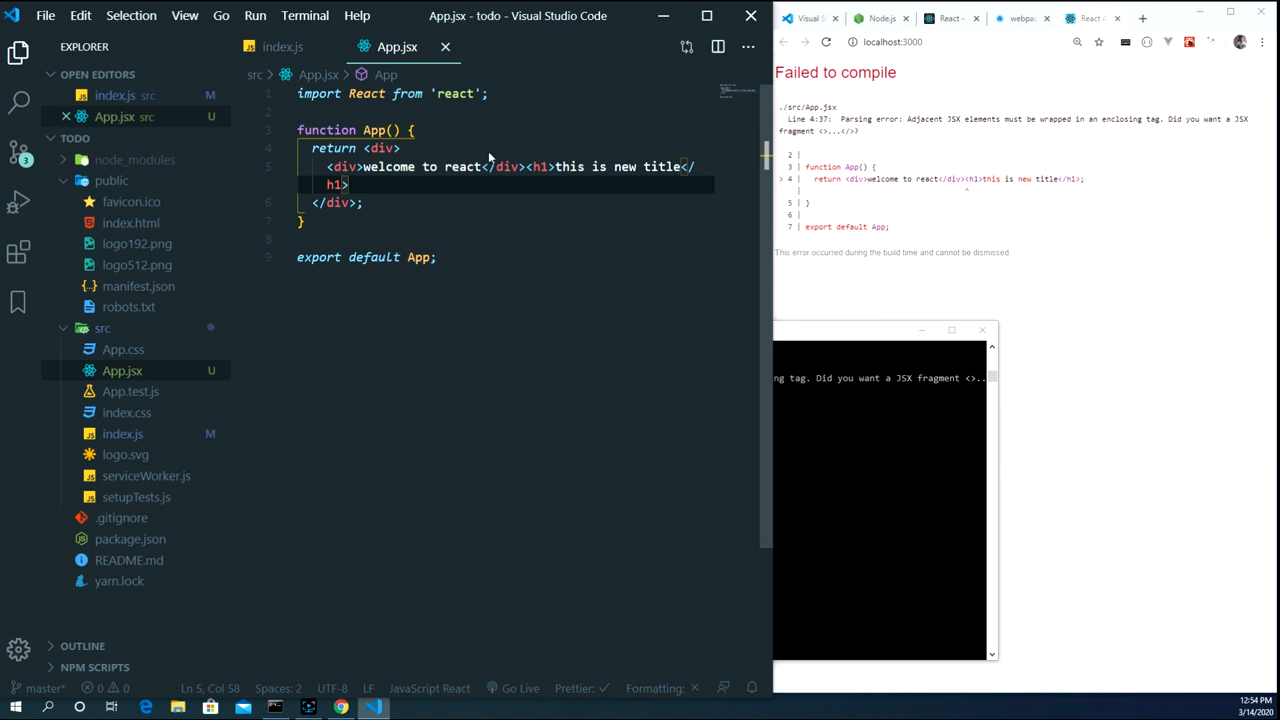 File Edit Selection View Go Run Terminal App.jsx - todo - Visual Studio Code
EXPLORER
OPEN EDITORS
index.js src M
App.jsx src U
TODO
node_modules
public
favicon.ico
index.html
logo192.png
logo512.png
manifest.json
robots.txt
src
App.css
App.jsx U
App.test.js
index.css
index.js M
logo.svg
serviceWorker.js
setupTests.js
.gitignore
package.json
README.md
yarn.lock
OUTLINE
NPM SCRIPTS
3
index.js App.jsx
src > App.jsx > App
1 import React from 'react';
2
3 function App() {
4 return <div>
5 <div>welcome to react</div><h1>this is new title</
h1>
6 </div>;
7 }
8
9 export default App;
master* 0 0 Ln 5, Col 58 Spaces: 2 UTF-8 LF JavaScript React Go Live Prettier: ✓ Formatting: ×
Visual S Node.js React – webpac React A
localhost:3000
Failed to compile
./src/App.jsx
Line 4:37: Parsing error: Adjacent JSX elements must be wrapped in an enclosing tag. Did you want a JSX
fragment <>...</>?
2 |
3 | function App() {
> 4 | return <div>welcome to react</div><h1>this is new title</h1>;
| ^
5 | }
6 |
7 | export default App;
This error occurred during the build time and cannot be dismissed
ng tag. Did you want a JSX fragment <>..
12:54 PM
3/14/2020